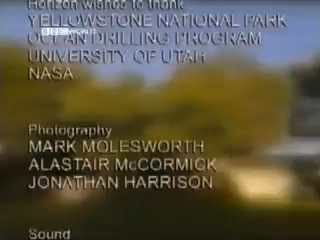 Horizon wished to thank
YELLOWSTONE NATIONAL PARK
OCEAN DRILLING PROGRAM
UNIVERSITY OF UTAH
NASA
Photography
MARK MOLESWORTH
ALASTAIR McCORMICK
JONATHAN HARRISON
Sound